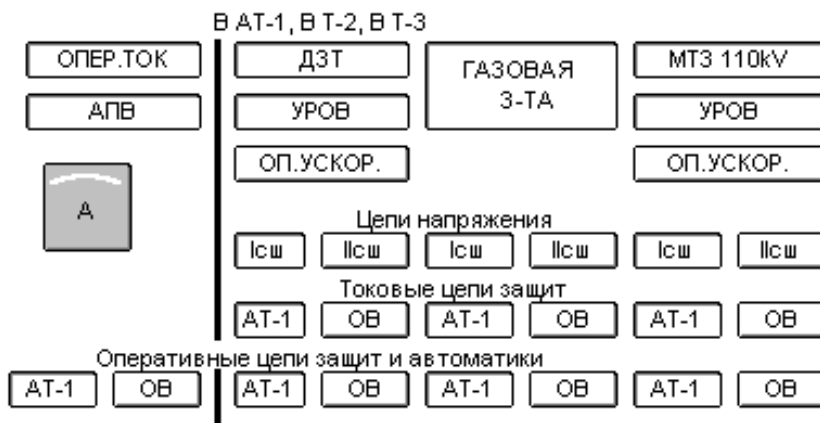 В АТ-1, В Т-2, В Т-3
ОПЕР.ТОК ДЗТ ГАЗОВАЯ З-ТА МТЗ 110kV
АПВ УРОВ УРОВ
ОП.УСКОР. ОП.УСКОР.
А
Цепи напряжения
Iсш IIсш Iсш IIсш Iсш IIсш
Токовые цепи защит
АТ-1 ОВ АТ-1 ОВ АТ-1 ОВ
Оперативные цепи защит и автоматики
АТ-1 ОВ АТ-1 ОВ АТ-1 ОВ АТ-1 ОВ